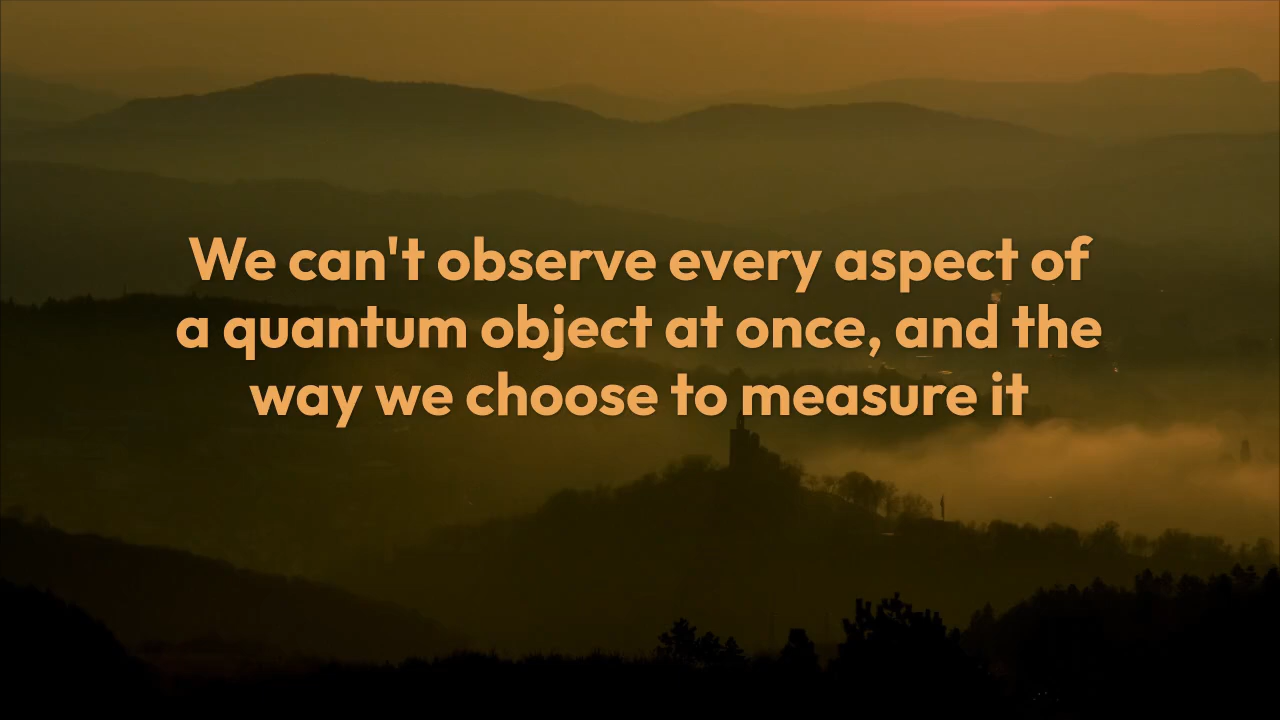 We can't observe every aspect of
a quantum object at once, and the
way we choose to measure it